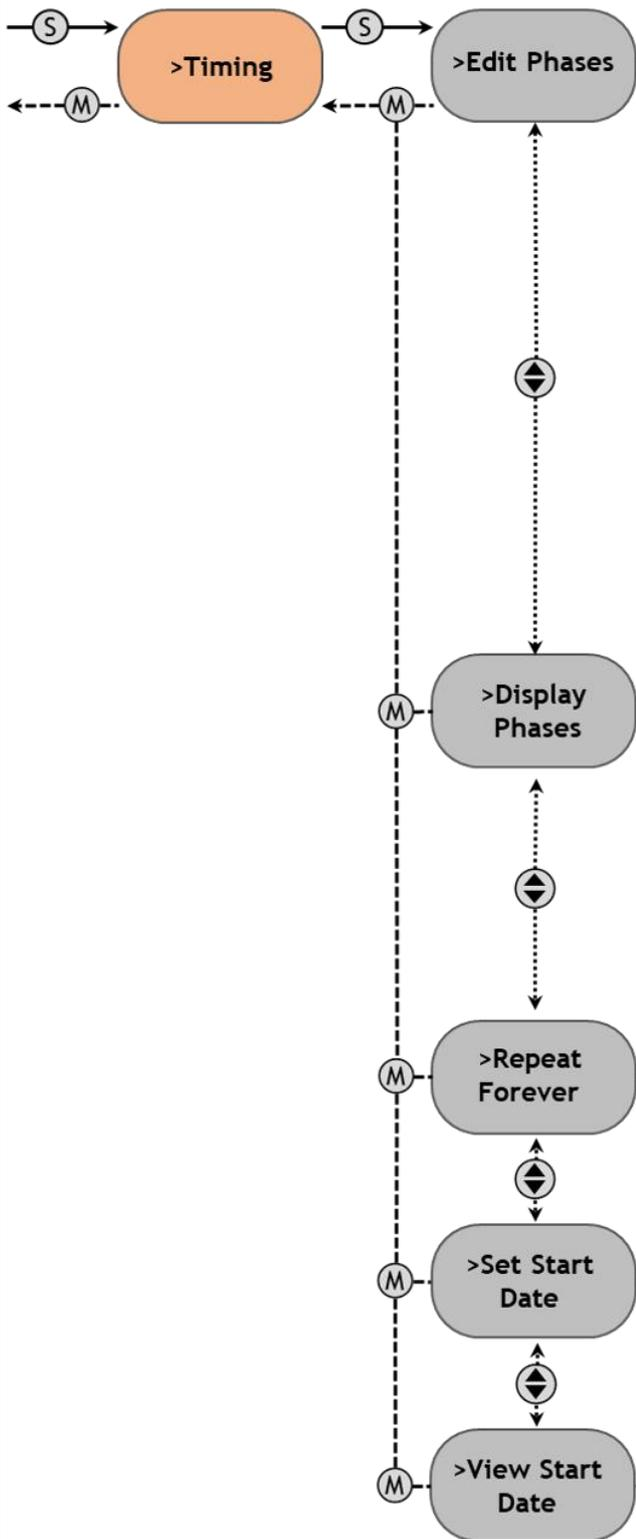 S
>Timing
S
>Edit Phases
M
M
M
>Display
Phases
M
>Repeat
Forever
M
>Set Start
Date
M
>View Start
Date